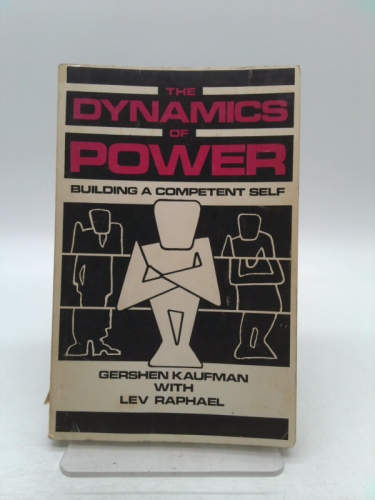 THE
DYNAMICS
OF
POWER
BUILDING A COMPETENT SELF
GERSHEN KAUFMAN
WITH
LEV RAPHAEL